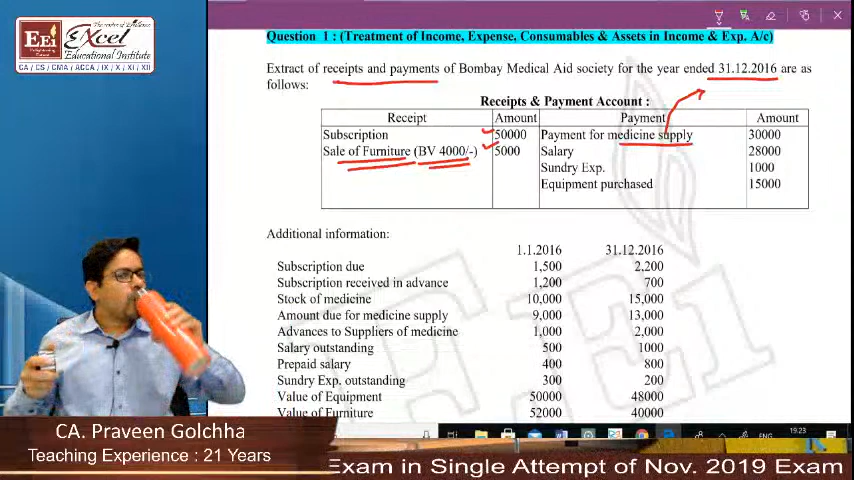 The name of Excellence
EEi
Excel
Educational Institute
CA / CS / CMA / ACCA / IX / X / XI / XII
Question 1 : (Treatment of Income, Expense, Consumables & Assets in Income & Exp. A/c)
Extract of receipts and payments of Bombay Medical Aid society for the year ended 31.12.2016 are as
follows:
Receipts & Payment Account :
Receipt Amount Payment Amount
Subscription 50000 Payment for medicine supply 30000
Sale of Furniture (BV 4000/-) 5000 Salary 28000
Sundry Exp. 1000
Equipment purchased 15000
Additional information:
1.1.2016 31.12.2016
Subscription due 1,500 2,200
Subscription received in advance 1,200 700
Stock of medicine 10,000 15,000
Amount due for medicine supply 9,000 13,000
Advances to Suppliers of medicine 1,000 2,000
Salary outstanding 500 1000
Prepaid salary 400 800
Sundry Exp. outstanding 300 200
Value of Equipment 50000 48000
Value of Furniture 52000 40000
ENG
19.23
CA. Praveen Golchha
Teaching Experience : 21 Years
Exam in Single Attempt of Nov. 2019 Exam